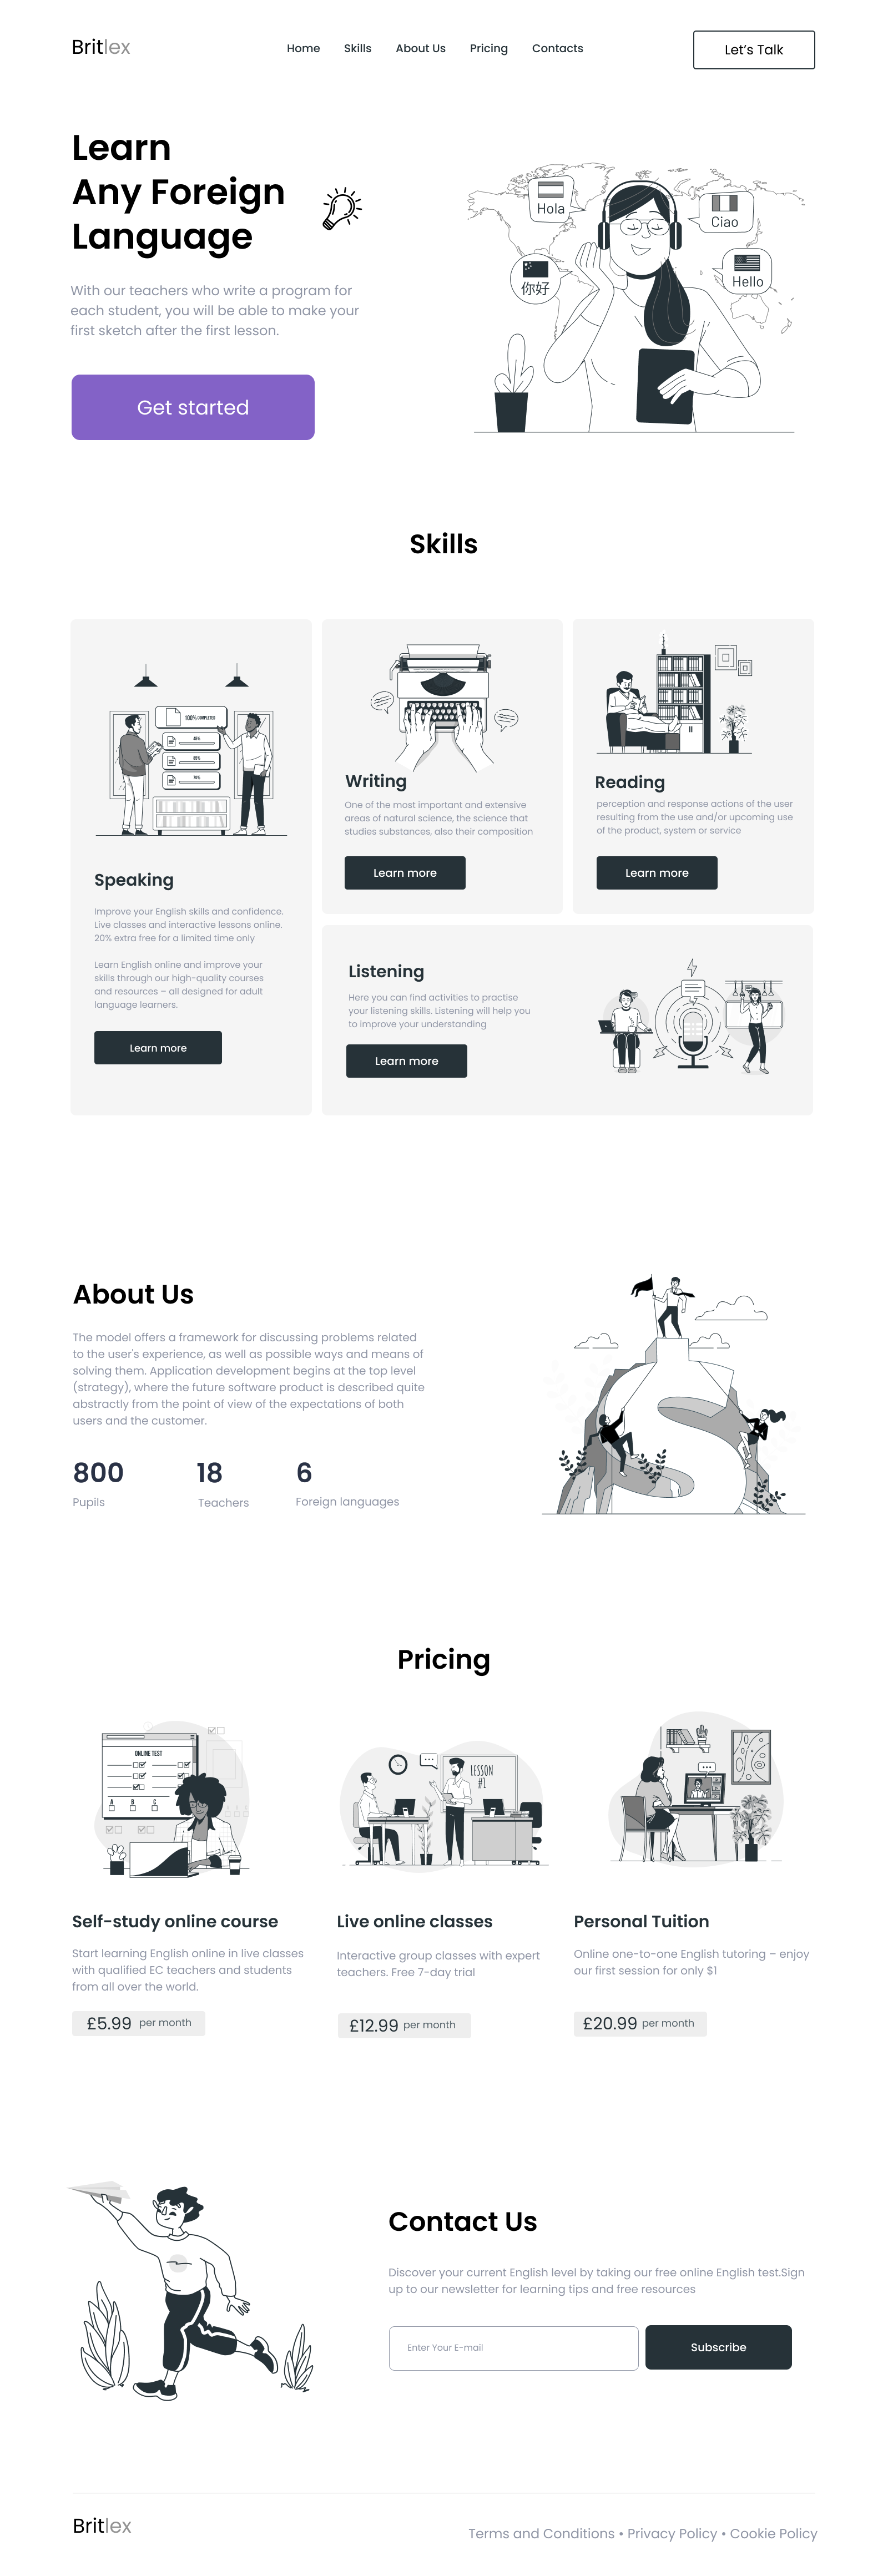 Britlex
Home Skills About Us Pricing Contacts
Let's Talk
Learn
Any Foreign
Language
With our teachers who write a program for
each student, you will be able to make your
first sketch after the first lesson.
Get started
Hola
Ciao
你好
Hello
Skills
100% COMPLETED
45%
85%
70%
Speaking
Improve your English skills and confidence.
Live classes and interactive lessons online.
20% extra free for a limited time only
Learn English online and improve your
skills through our high-quality courses
and resources – all designed for adult
language learners.
Learn more
Writing
One of the most important and extensive
areas of natural science, the science that
studies substances, also their composition
Learn more
Reading
perception and response actions of the user
resulting from the use and/or upcoming use
of the product, system or service
Learn more
Listening
Here you can find activities to practise
your listening skills. Listening will help you
to improve your understanding
Learn more
About Us
The model offers a framework for discussing problems related
to the user's experience, as well as possible ways and means of
solving them. Application development begins at the top level
(strategy), where the future software product is described quite
abstractly from the point of view of the expectations of both
users and the customer.
800
Pupils
18
Teachers
6
Foreign languages
Pricing
ONLINE TEST
A B C
LESSON
#1
Self-study online course
Start learning English online in live classes
with qualified EC teachers and students
from all over the world.
£5.99 per month
Live online classes
Interactive group classes with expert
teachers. Free 7-day trial
£12.99 per month
Personal Tuition
Online one-to-one English tutoring – enjoy
our first session for only $1
£20.99 per month
Contact Us
Discover your current English level by taking our free online English test.Sign
up to our newsletter for learning tips and free resources
Enter Your E-mail
Subscribe
Britlex
Terms and Conditions • Privacy Policy • Cookie Policy